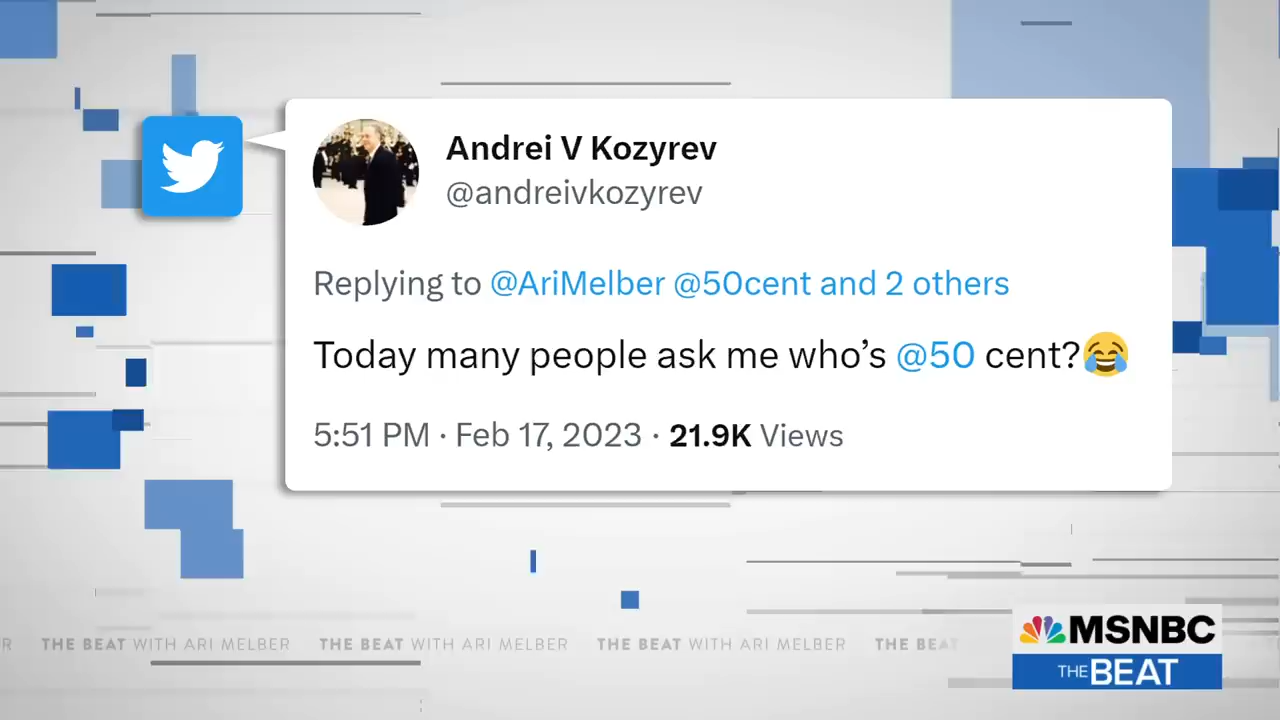 Andrei V Kozyrev
@andreivkozyrev
Replying to @AriMelber @50cent and 2 others
Today many people ask me who’s @50 cent?😂
5:51 PM · Feb 17, 2023 · 21.9K Views
R THE BEAT WITH ARI MELBER THE BEAT WITH ARI MELBER THE BEAT WITH ARI MELBER THE BEAT
MSNBC
THE BEAT